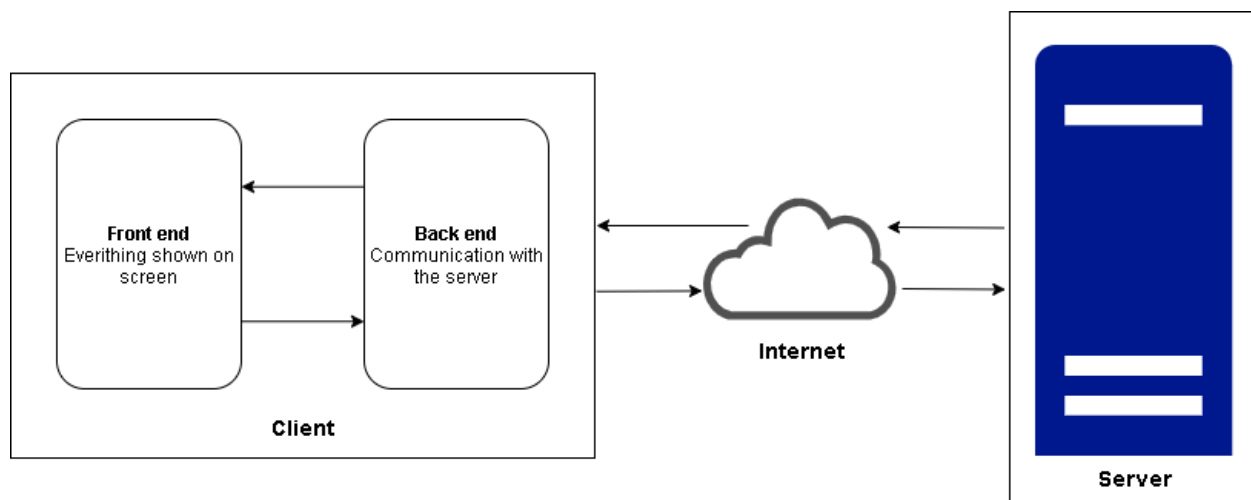 Front end
Everithing shown on
screen
Back end
Communication with
the server
Client
Internet
Server